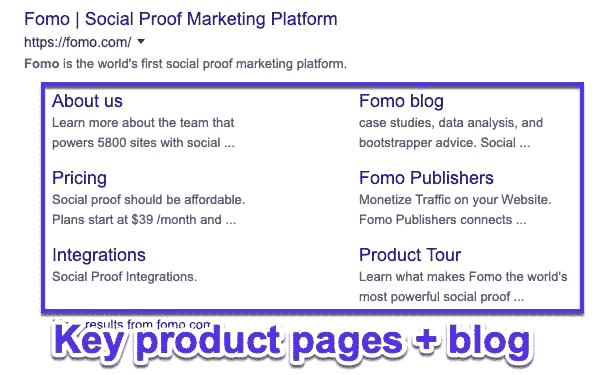 Fomo | Social Proof Marketing Platform
https://fomo.com/
Fomo is the world's first social proof marketing platform.
About us
Learn more about the team that
powers 5800 sites with social ...
Fomo blog
case studies, data analysis, and
bootstrapper advice. Social ...
Pricing
Social proof should be affordable.
Plans start at $39 /month and ...
Fomo Publishers
Monetize Traffic on your Website.
Fomo Publishers connects ...
Integrations
Social Proof Integrations.
Product Tour
Learn what makes Fomo the world's
most powerful social proof ...
results from fomo.com
Key product pages + blog